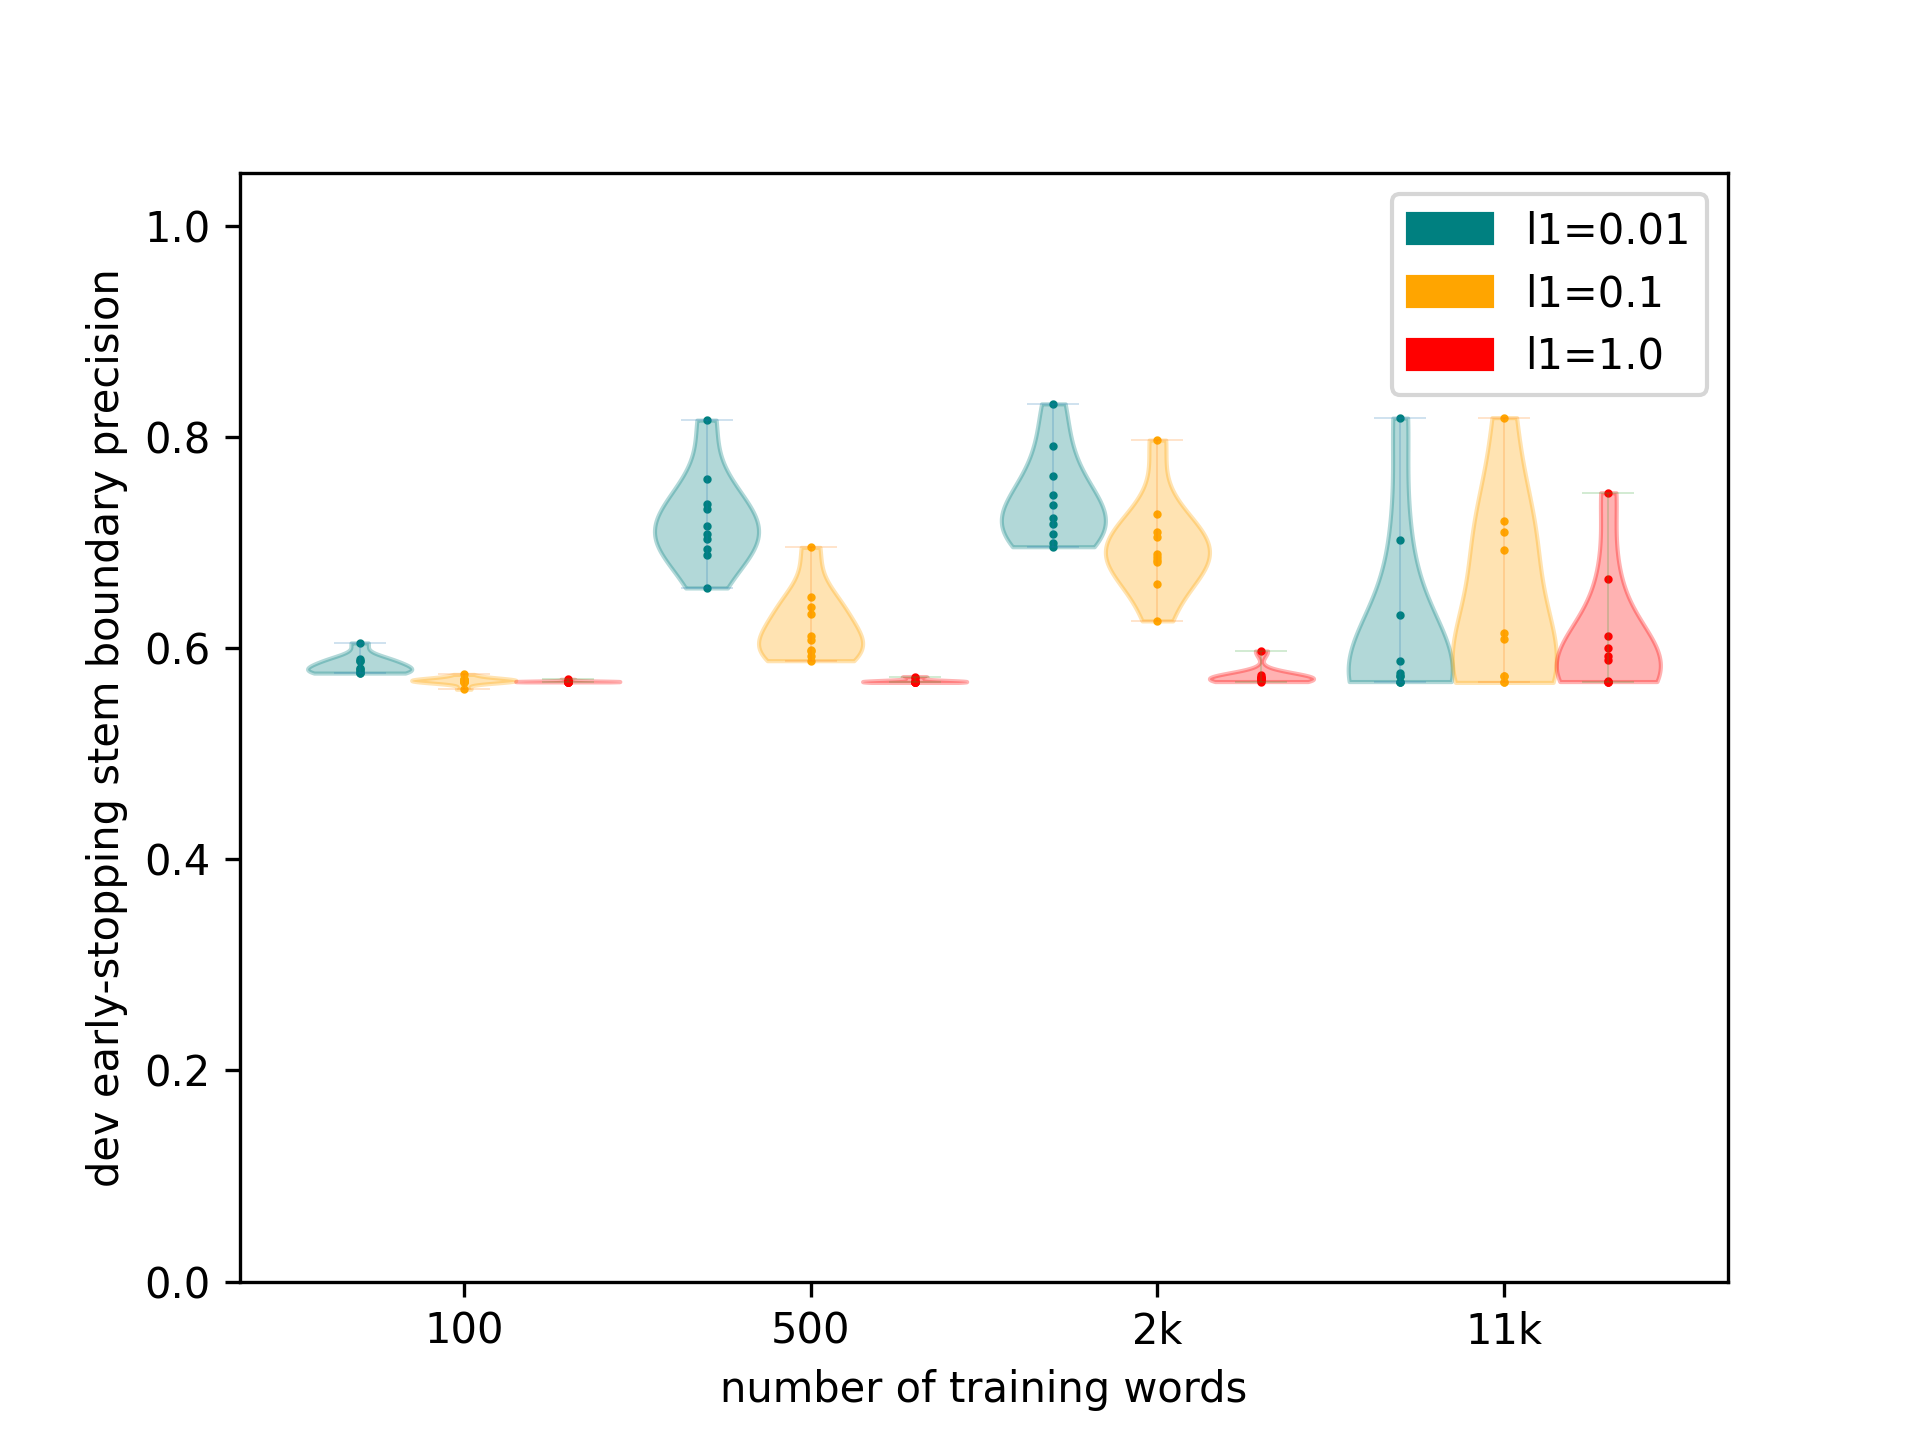 l1=0.01
l1=0.1
l1=1.0
1.0
0.8
0.6
0.4
0.2
0.0
dev early-stopping stem boundary precision
100 500 2k 11k
number of training words